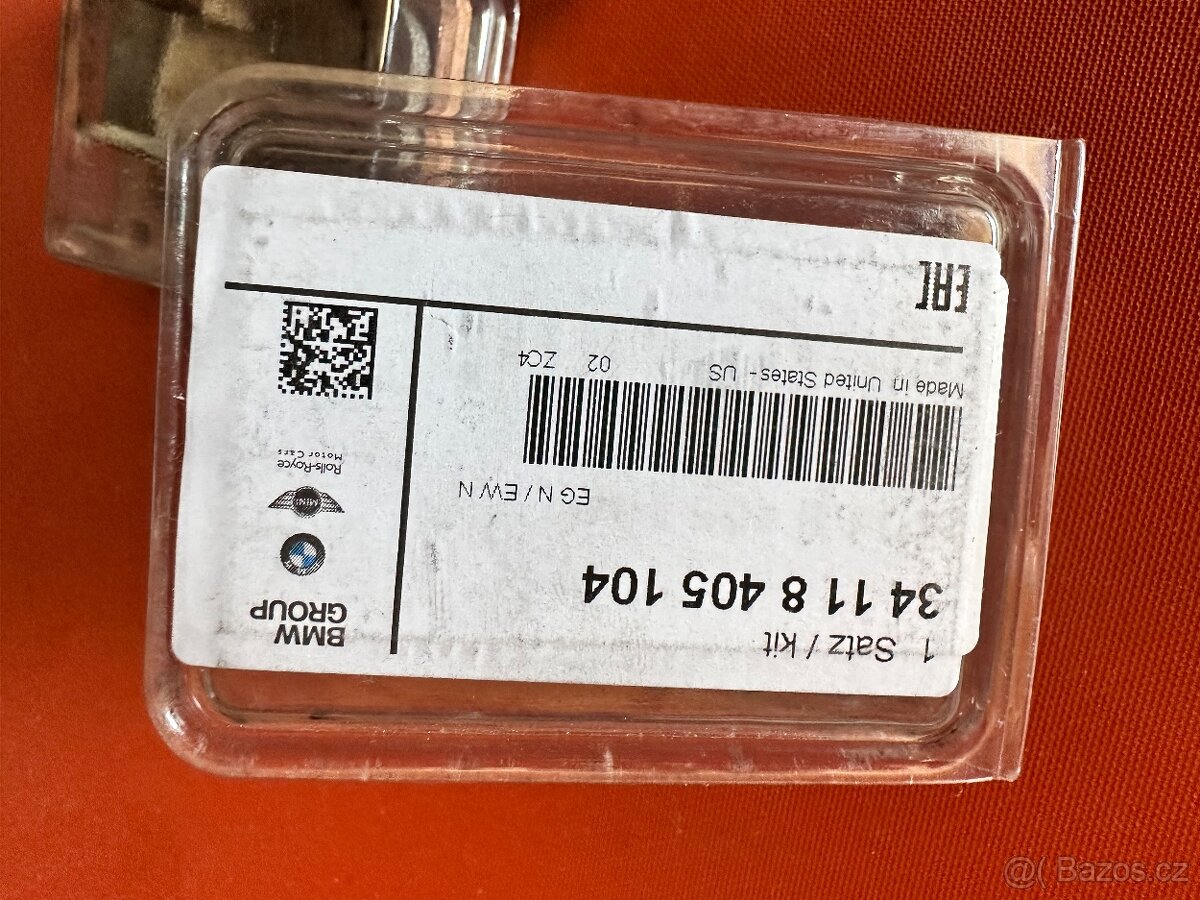 1 Satz / kit
34 11 8 405 104
EG N / EW N
Made in United States - US 02 ZC4
EAC
BMW
GROUP
MINI
Rolls-Royce
Motor Cars
@( Bazos.cz